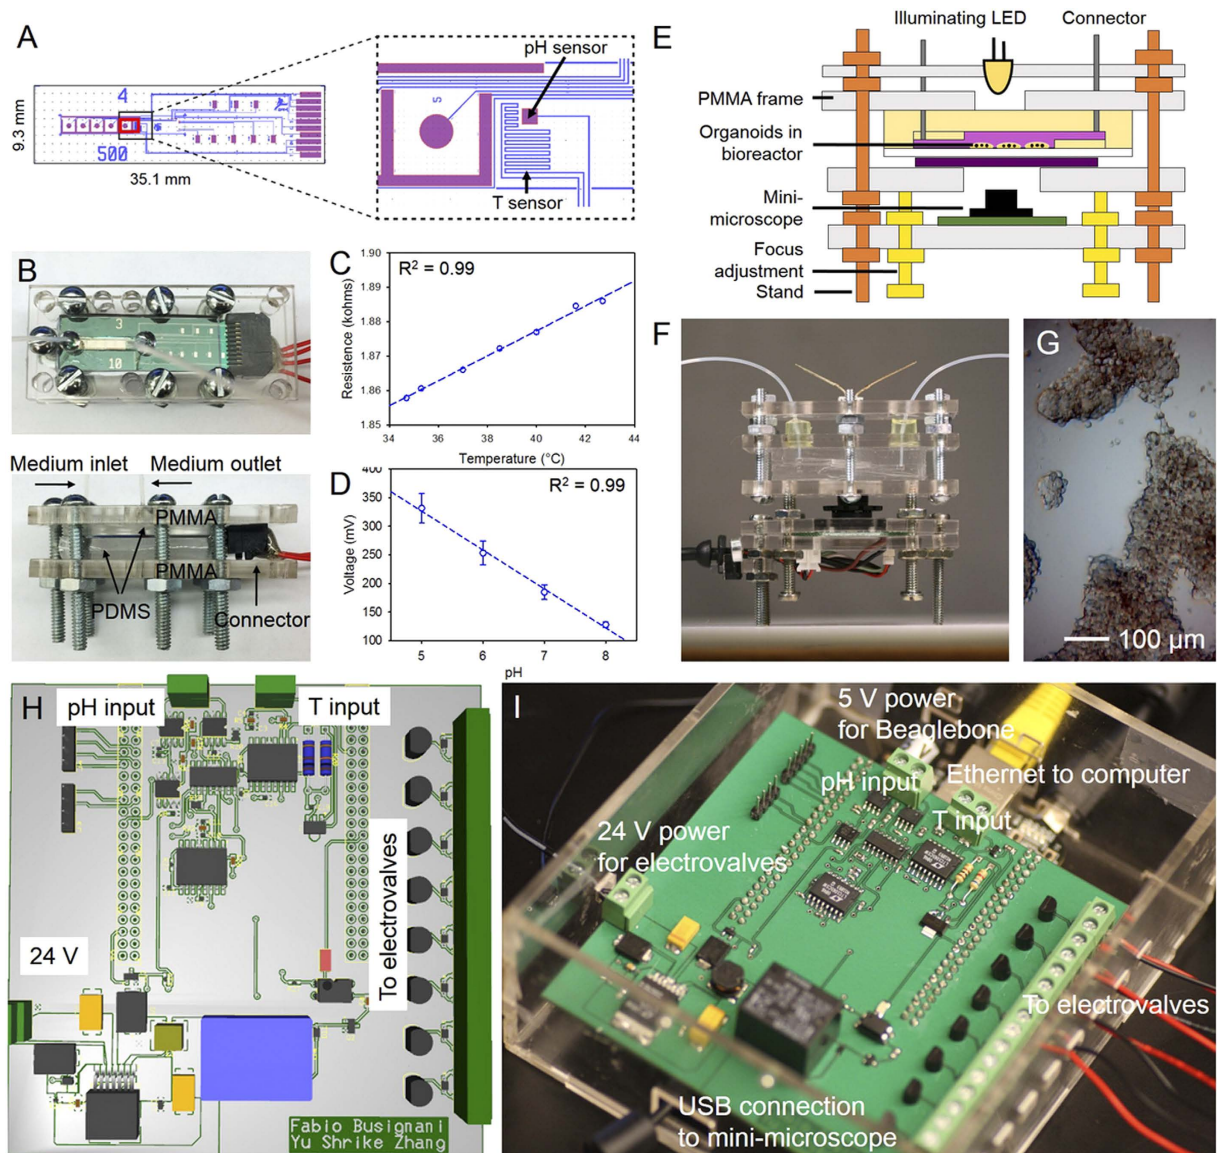 A
pH sensor
4
500
9.3 mm
35.1 mm
5
T sensor
E
Illuminating LED
Connector
PMMA frame
Organoids in
bioreactor
Mini-
microscope
Focus
adjustment
Stand
B
3
10
Medium inlet
Medium outlet
PMMA
PMMA
PDMS
Connector
C
R² = 0.99
Resistence (kohms)
1.90
1.89
1.88
1.87
1.86
1.85
34
36
38
40
42
44
Temperature (°C)
D
R² = 0.99
Voltage (mV)
400
350
300
250
200
150
100
5
6
7
8
pH
F
G
100 µm
H
pH input
T input
24 V
To electrovalves
Fabio Busignani
Yu Shrike Zhang
I
5 V power
for Beaglebone
pH input
Ethernet to computer
T input
24 V power
for electrovalves
To electrovalves
USB connection
to mini-microscope